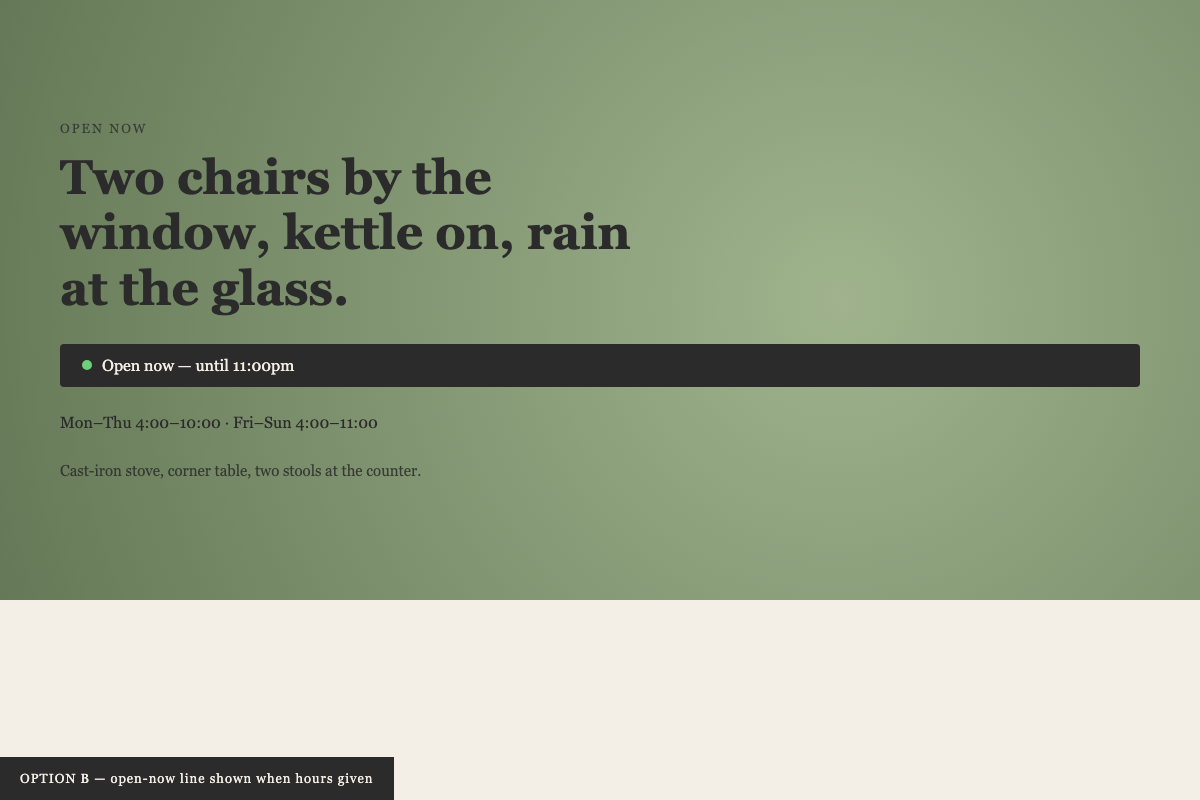 OPEN NOW
Two chairs by the
window, kettle on, rain
at the glass.
Open now — until 11:00pm
Mon–Thu 4:00–10:00 · Fri–Sun 4:00–11:00
Cast-iron stove, corner table, two stools at the counter.
OPTION B — open-now line shown when hours given